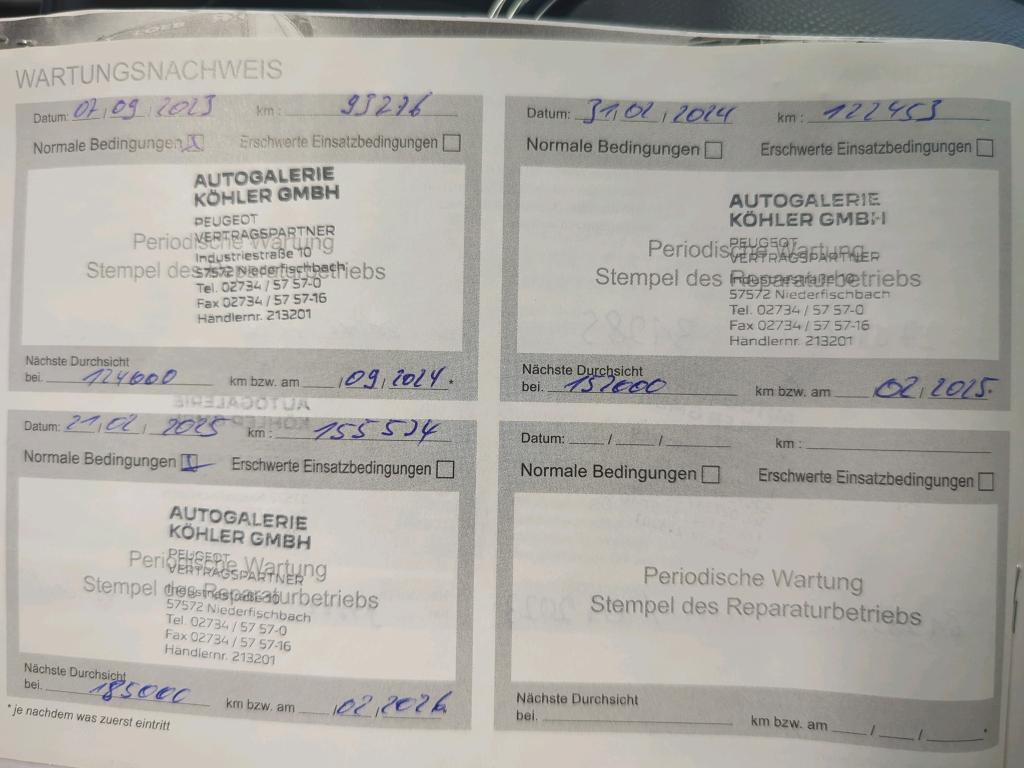 WARTUNGSNACHWEIS
Datum: 07, 09, 2023 km: 93276
Normale Bedingungen Erschwerte Einsatzbedingungen
AUTOGALERIE
KÖHLER GMBH
PEUGEOT
VERTRAGSPARTNER
Periodische Wartung
Industriestraße 10
Stempel des Reparaturbetriebs
57572 Niederfischbach
Tel. 02734 / 57 57-0
Fax 02734 / 57 57-16
Händlernr. 213201
Nächste Durchsicht
bei. 124000 km bzw. am , 09, 2024 *
Datum: 31, 01, 2024 km: 122453
Normale Bedingungen Erschwerte Einsatzbedingungen
AUTOGALERIE
KÖHLER GMBH
PEUGEOT
Periodische Wartung
VERTRAGSPARTNER
Stempel des Reparaturbetriebs
Industriestraße 10
57572 Niederfischbach
Tel. 02734 / 57 57-0
Fax 02734 / 57 57-16
Händlernr. 213201
Nächste Durchsicht
bei. 152000 km bzw. am 02, 2025.
Datum: 21, 02, 2025 km: 155534
Normale Bedingungen Erschwerte Einsatzbedingungen
AUTOGALERIE
KÖHLER GMBH
PEUGEOT
Periodische Wartung
VERTRAGSPARTNER
Stempel des Reparaturbetriebs
Industriestraße 10
57572 Niederfischbach
Tel. 02734 / 57 57-0
Fax 02734 / 57 57-16
Händlernr. 213201
Nächste Durchsicht
bei. 185000 km bzw. am , 02, 2026
* je nachdem was zuerst eintritt
Datum: / / km:
Normale Bedingungen Erschwerte Einsatzbedingungen
Periodische Wartung
Stempel des Reparaturbetriebs
Nächste Durchsicht
bei. km bzw. am / / *